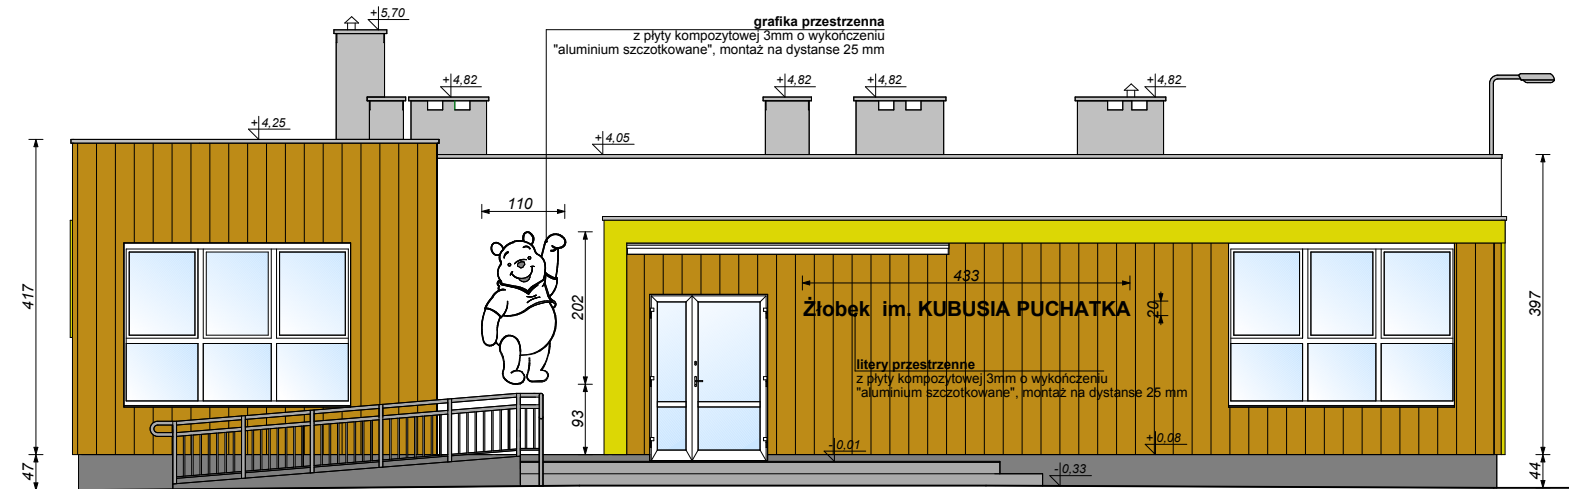 +5,70
grafika przestrzenna
z płyty kompozytowej 3mm o wykończeniu
"aluminium szczotkowane", montaż na dystanse 25 mm
+4,82
+4,82
+4,82
+4,82
+4,25
+4,05
110
417
202
433
397
Żłobek im. KUBUSIA PUCHATKA
20
litery przestrzenne
z płyty kompozytowej 3mm o wykończeniu
"aluminium szczotkowane", montaż na dystanse 25 mm
93
-0,01
+0,08
47
-0,33
44